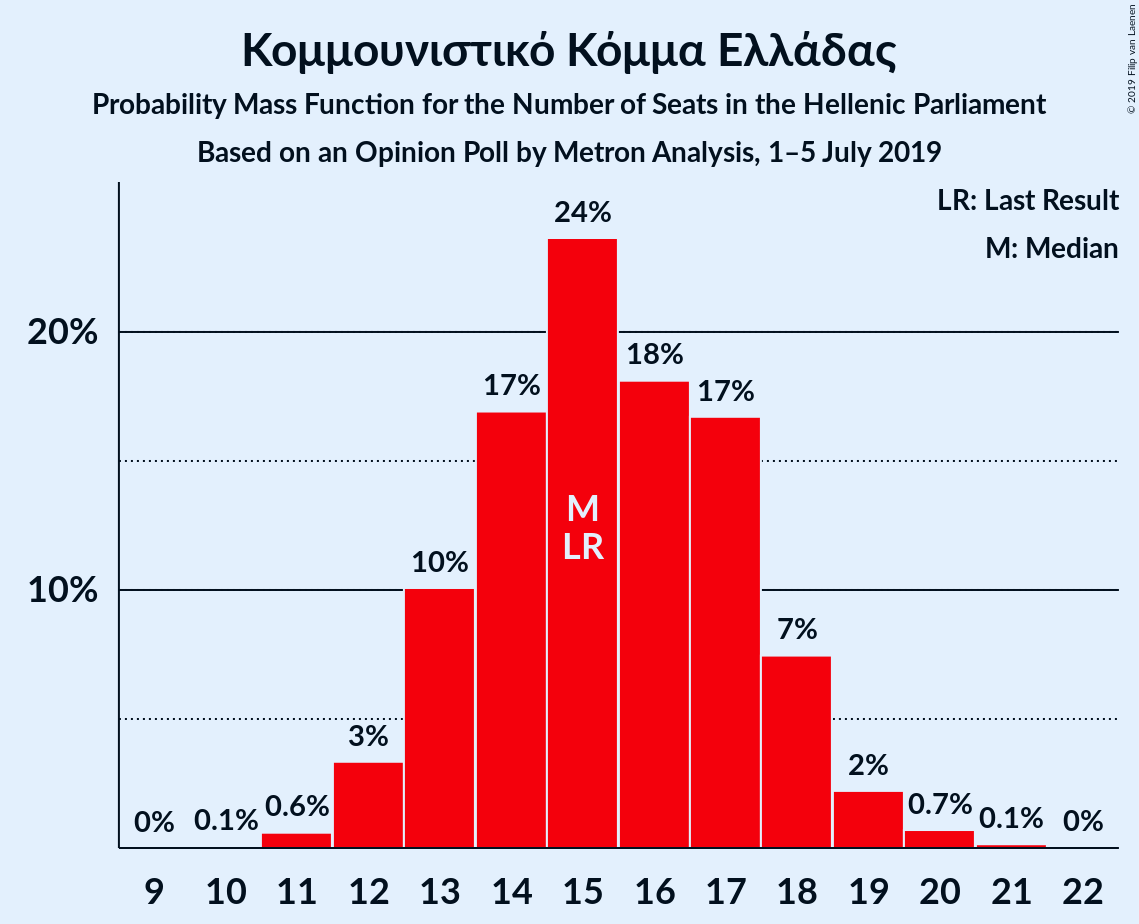 Κομμουνιστικό Κόμμα Ελλάδας
Probability Mass Function for the Number of Seats in the Hellenic Parliament
Based on an Opinion Poll by Metron Analysis, 1–5 July 2019
© 2019 Filip van Laenen
LR: Last Result
M: Median
24%
20%
18%
17%
17%
M
LR
10%
10%
7%
3%
2%
0%
0.1%
0.6%
0.7%
0.1%
0%
9 10 11 12 13 14 15 16 17 18 19 20 21 22